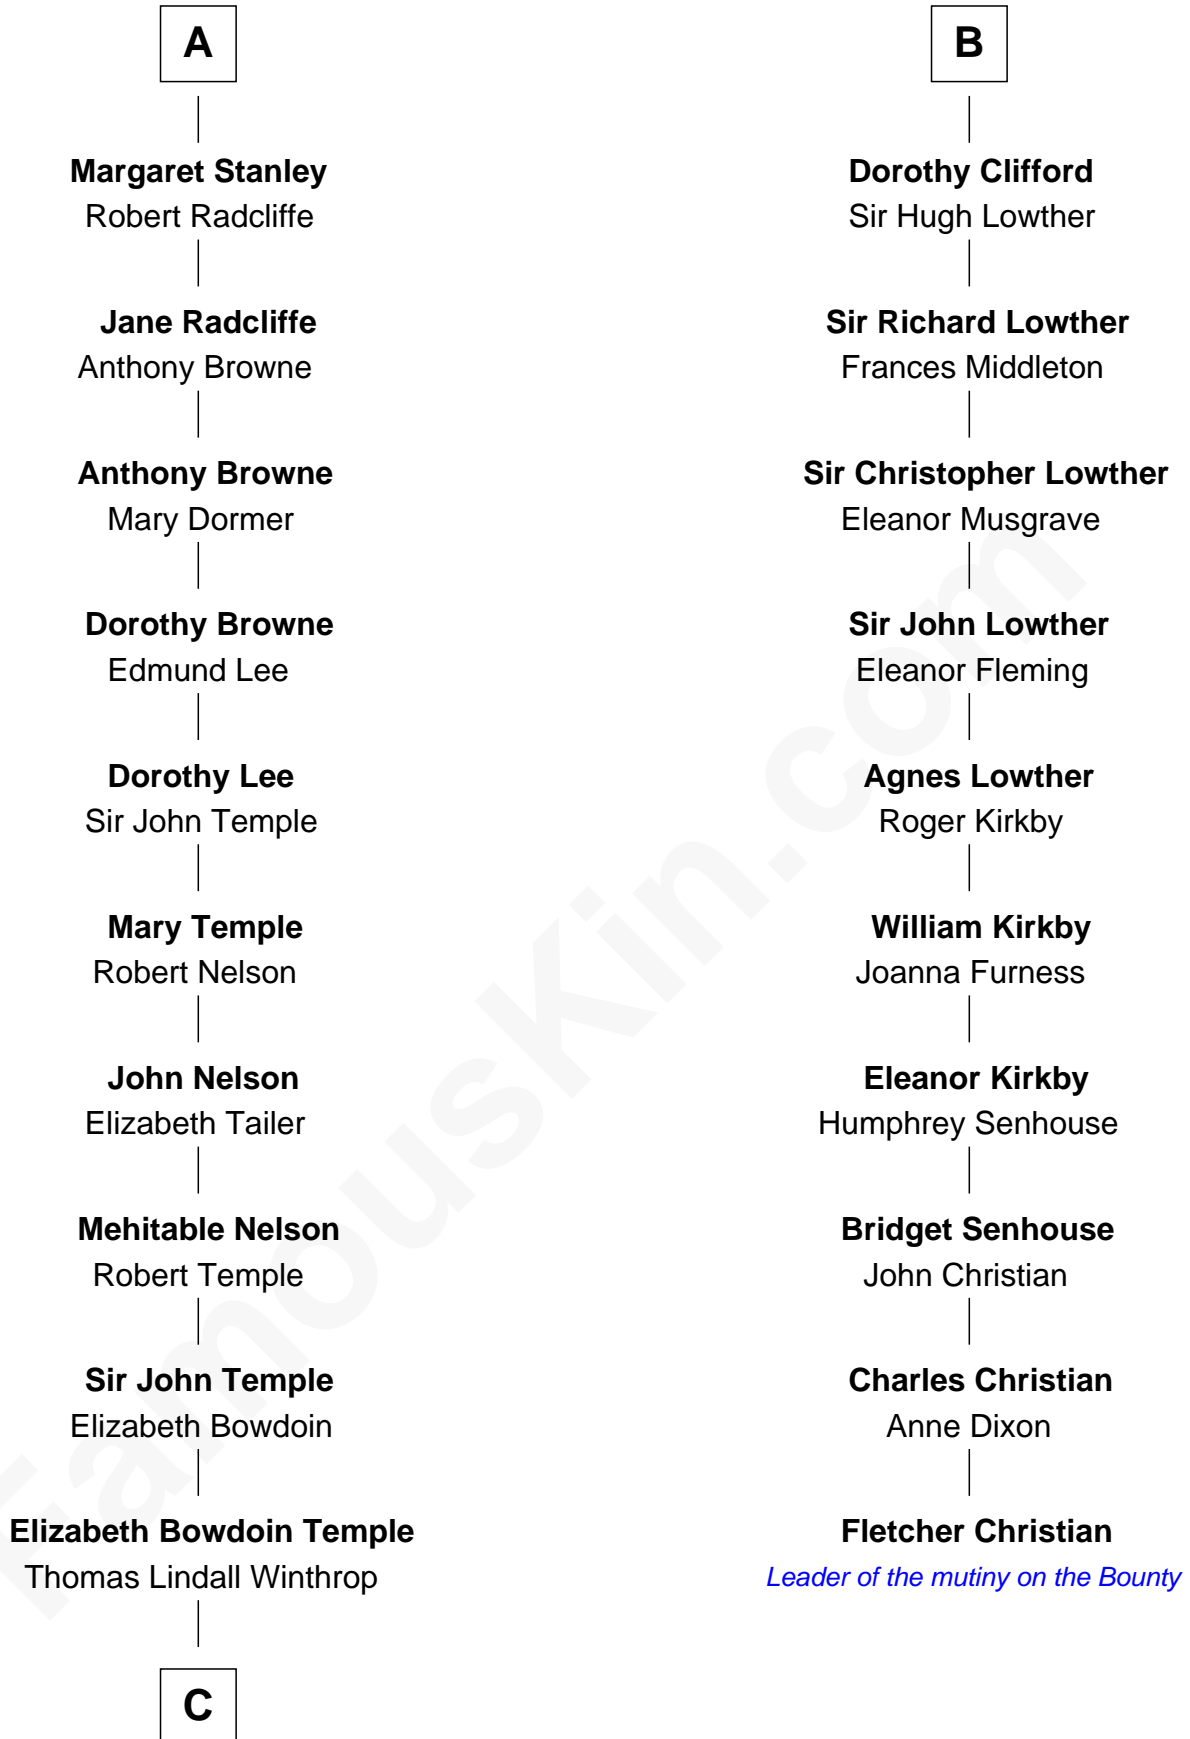 A
Margaret Stanley
Robert Radcliffe
Jane Radcliffe
Anthony Browne
Anthony Browne
Mary Dormer
Dorothy Browne
Edmund Lee
Dorothy Lee
Sir John Temple
Mary Temple
Robert Nelson
John Nelson
Elizabeth Tailer
Mehitable Nelson
Robert Temple
Sir John Temple
Elizabeth Bowdoin
Elizabeth Bowdoin Temple
Thomas Lindall Winthrop
C
B
Dorothy Clifford
Sir Hugh Lowther
Sir Richard Lowther
Frances Middleton
Sir Christopher Lowther
Eleanor Musgrave
Sir John Lowther
Eleanor Fleming
Agnes Lowther
Roger Kirkby
William Kirkby
Joanna Furness
Eleanor Kirkby
Humphrey Senhouse
Bridget Senhouse
John Christian
Charles Christian
Anne Dixon
Fletcher Christian
Leader of the mutiny on the Bounty
FamousKin.com